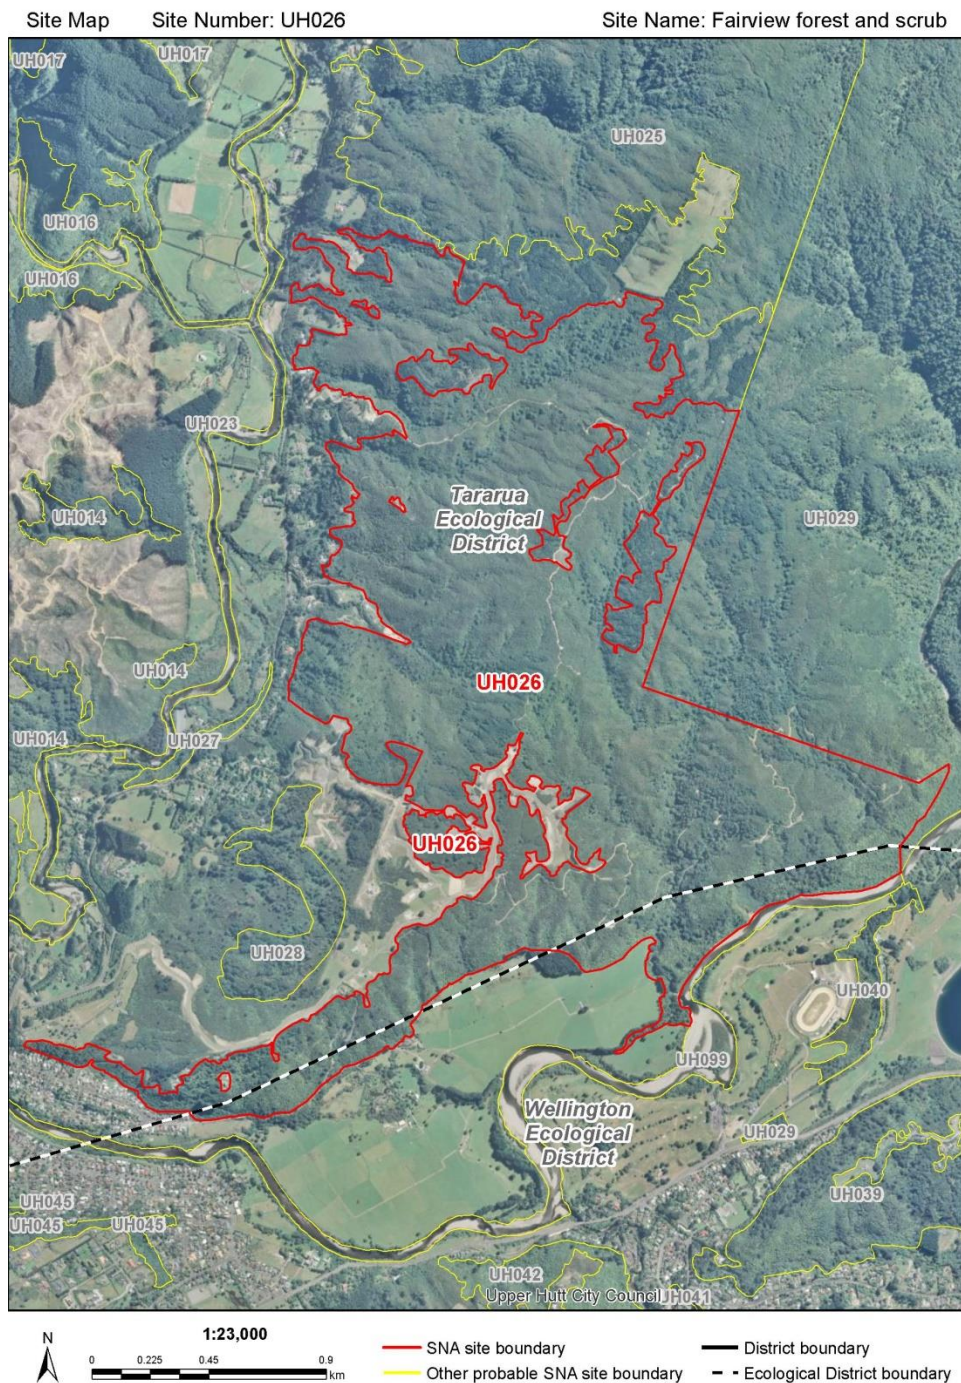 Site Map Site Number: UH026 Site Name: Fairview forest and scrub
UH017 UH017
UH025
UH016
UH016
UH023
Tararua
Ecological
District
UH014
UH029
UH014
UH026
UH014
UH027
UH026
UH028
UH040
UH099
Wellington
Ecological
District
UH029
UH039
UH045
UH045 UH045
UH042
Upper Hutt City Council UH041
N
1:23,000
0 0.225 0.45 0.9
km
SNA site boundary
Other probable SNA site boundary
District boundary
Ecological District boundary